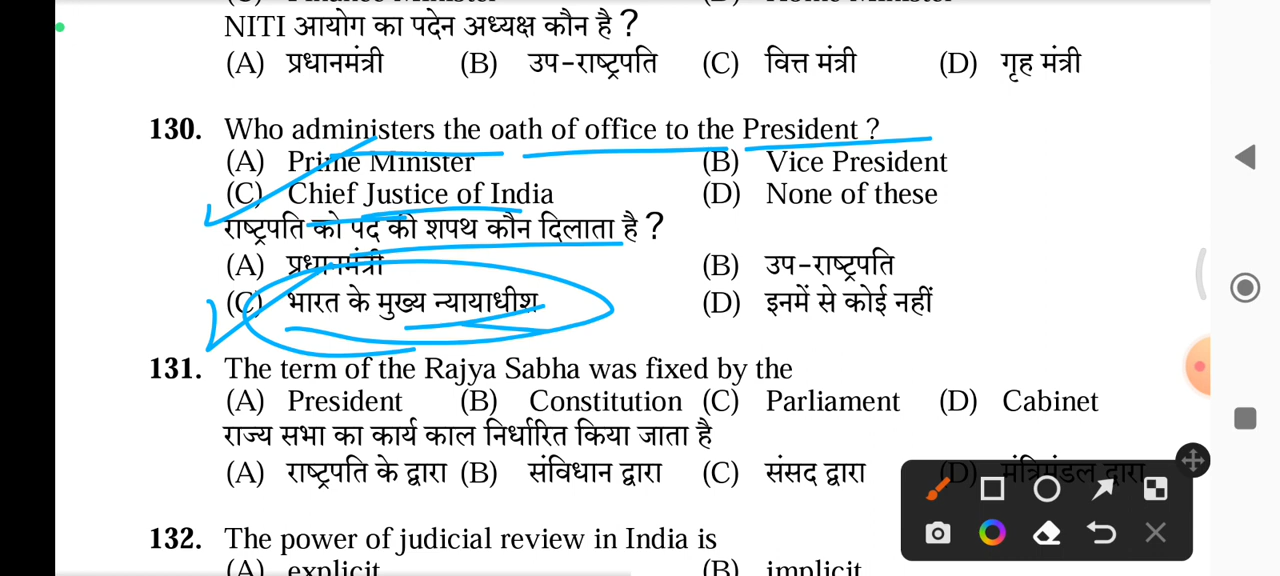 NITI आयोग का पदेन अध्यक्ष कौन है ?
(A) प्रधानमंत्री (B) उप-राष्ट्रपति (C) वित्त मंत्री (D) गृह मंत्री
130. Who administers the oath of office to the President ?
(A) Prime Minister (B) Vice President
(C) Chief Justice of India (D) None of these
राष्ट्रपति को पद की शपथ कौन दिलाता है ?
(A) प्रधानमंत्री (B) उप-राष्ट्रपति
(C) भारत के मुख्य न्यायाधीश (D) इनमें से कोई नहीं
131. The term of the Rajya Sabha was fixed by the
(A) President (B) Constitution (C) Parliament (D) Cabinet
राज्य सभा का कार्य काल निर्धारित किया जाता है
(A) राष्ट्रपति के द्वारा (B) संविधान द्वारा (C) संसद द्वारा (D) मंत्रिमंडल द्वारा
132. The power of judicial review in India is
(A) explicit (B) implicit